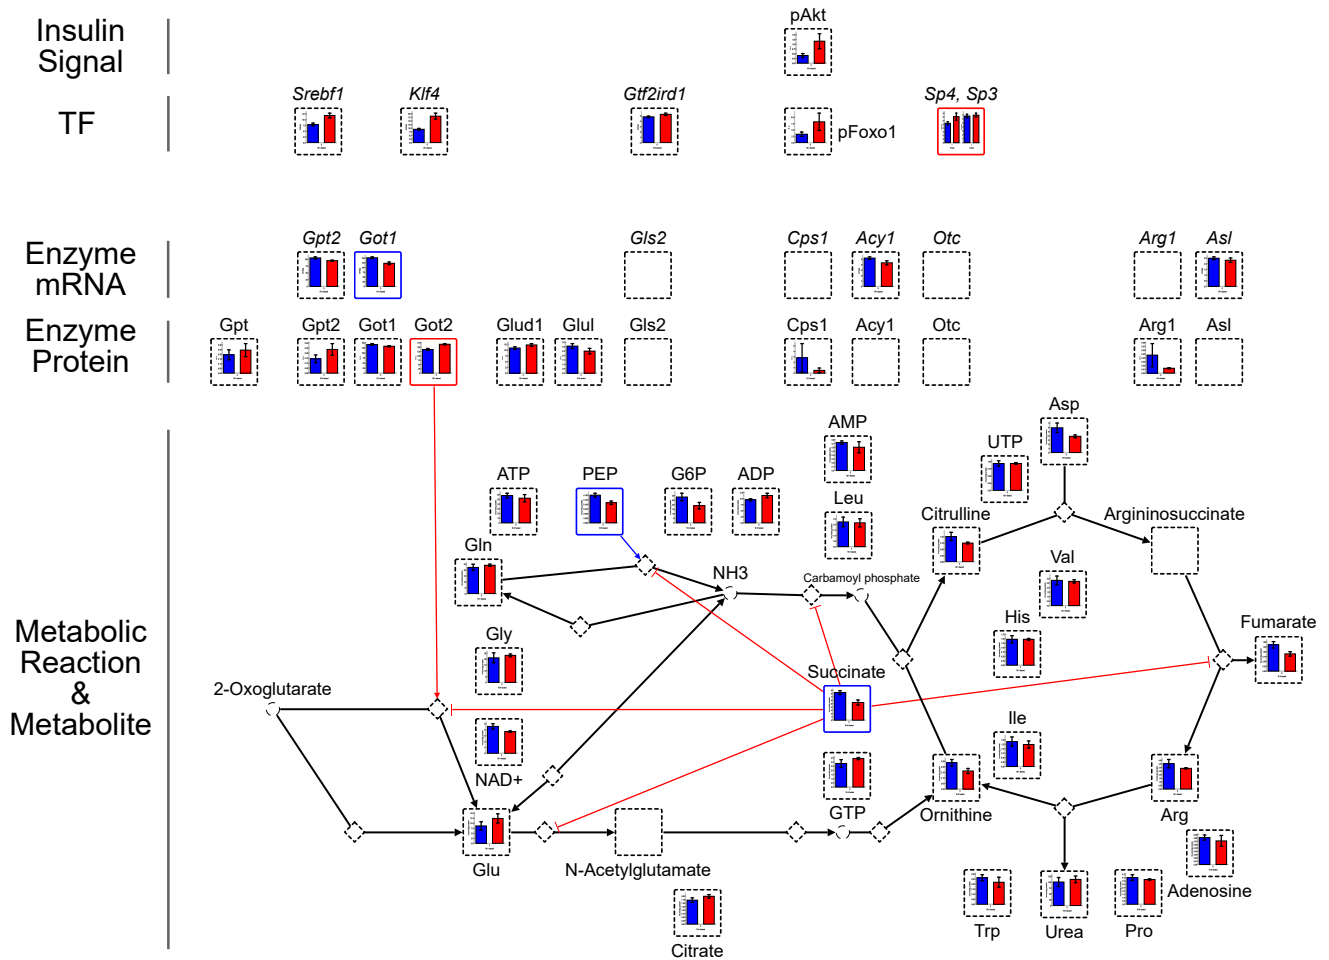 Insulin
Signal
pAkt
TF
Srebf1
Klf4
Gtf2ird1
pFoxo1
Sp4, Sp3
Enzyme
mRNA
Gpt2
Got1
Gls2
Cps1
Acy1
Otc
Arg1
Asl
Enzyme
Protein
Gpt
Gpt2
Got1
Got2
Glud1
Glul
Gls2
Cps1
Acy1
Otc
Arg1
Asl
Metabolic
Reaction
&
Metabolite
ATP
PEP
G6P
ADP
AMP
Leu
UTP
Asp
Citrulline
Argininosuccinate
Gln
NH3
Carbamoyl phosphate
Val
His
Fumarate
Gly
Succinate
2-Oxoglutarate
NAD+
Ile
GTP
Ornithine
Arg
Glu
N-Acetylglutamate
Adenosine
Citrate
Trp
Urea
Pro